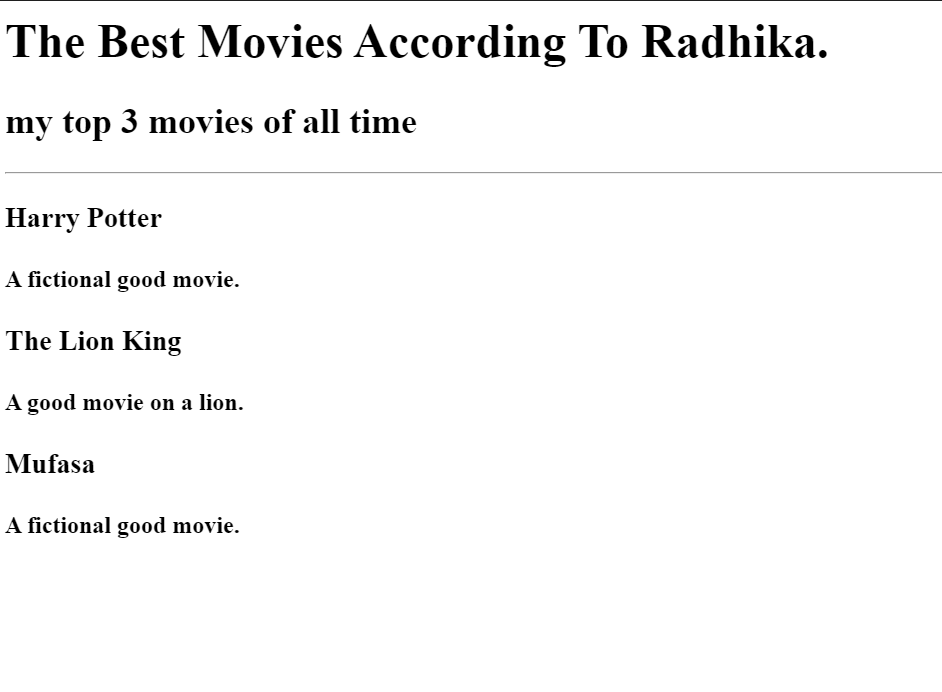 The Best Movies According To Radhika.
my top 3 movies of all time
Harry Potter
A fictional good movie.
The Lion King
A good movie on a lion.
Mufasa
A fictional good movie.